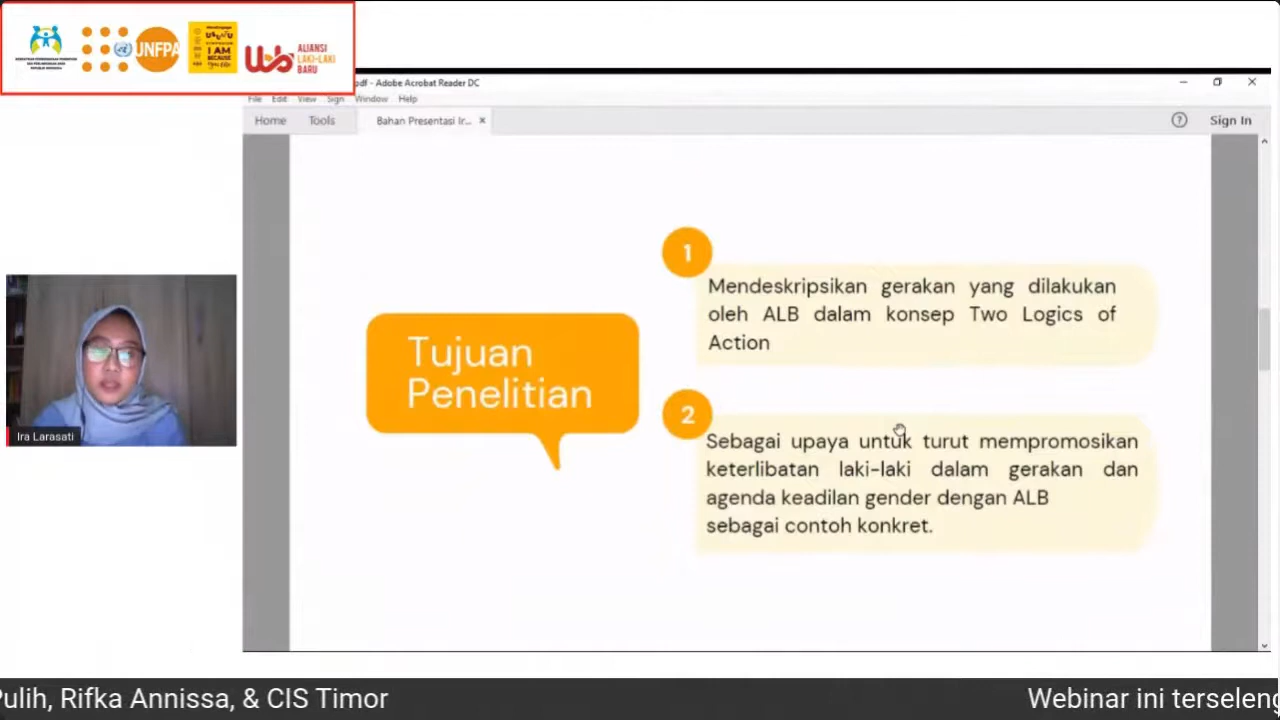 UNFPA
I AM
BECAUSE
ALIANSI
LAKI-LAKI
BARU
pdf - Adobe Acrobat Reader DC
File Edit View Sign Window Help
Home Tools Bahan Presentasi Ir... × Sign In
1
Mendeskripsikan gerakan yang dilakukan
oleh ALB dalam konsep Two Logics of
Action
Tujuan
Penelitian
2
Sebagai upaya untuk turut mempromosikan
keterlibatan laki-laki dalam gerakan dan
agenda keadilan gender dengan ALB
sebagai contoh konkret.
Ira Larasati
Pulih, Rifka Annissa, & CIS Timor
Webinar ini terseleng